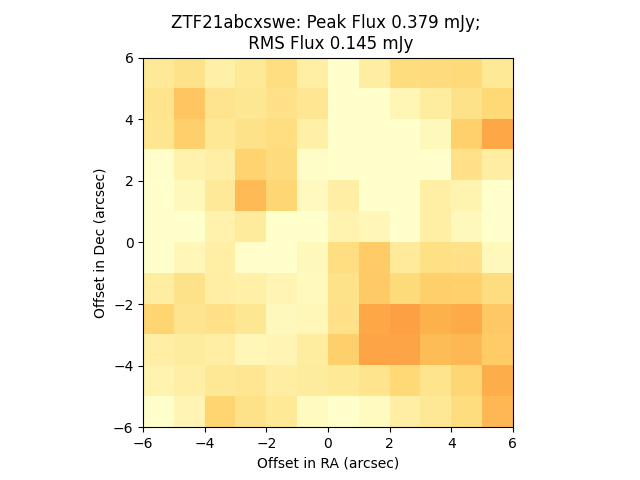 ZTF21abcxswe: Peak Flux 0.379 mJy;
RMS Flux 0.145 mJy
6
4
2
0
−2
−4
−6
Offset in Dec (arcsec)
−6 −4 −2 0 2 4 6
Offset in RA (arcsec)